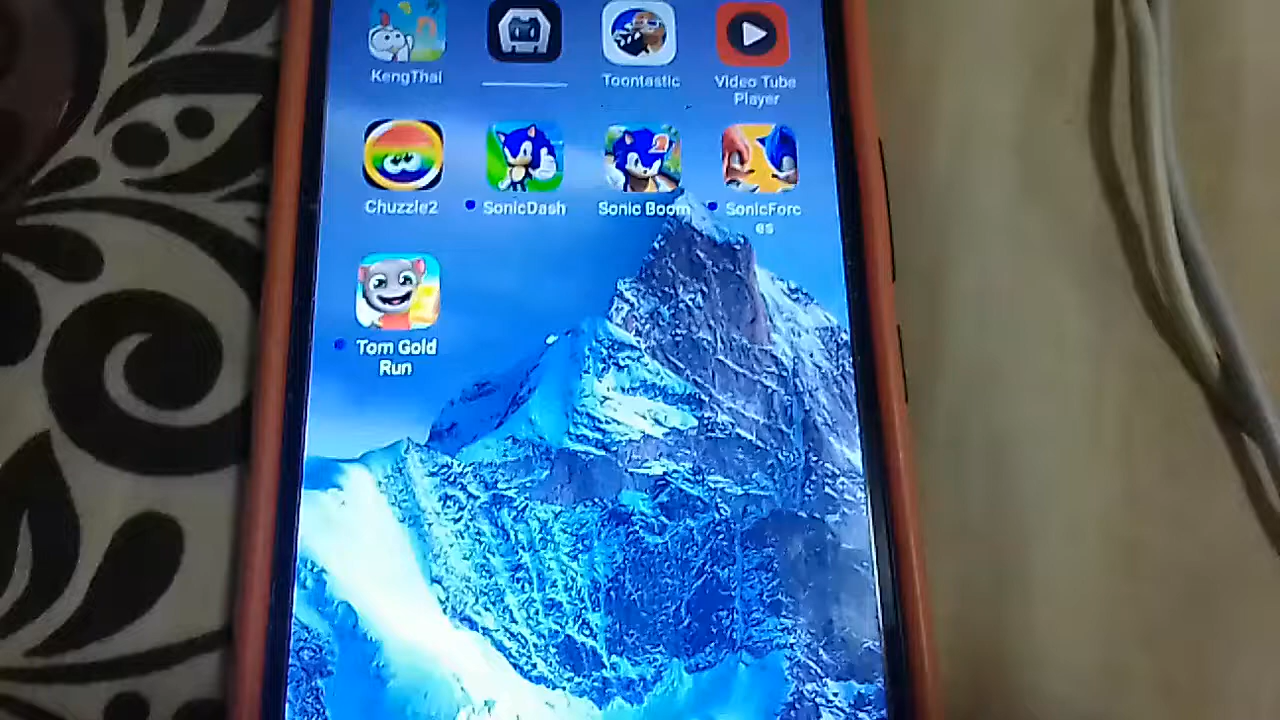 KengThai
Toontastic
Video Tube
Player
Chuzzle2
SonicDash
Sonic Boom
SonicForc
es
Tom Gold
Run